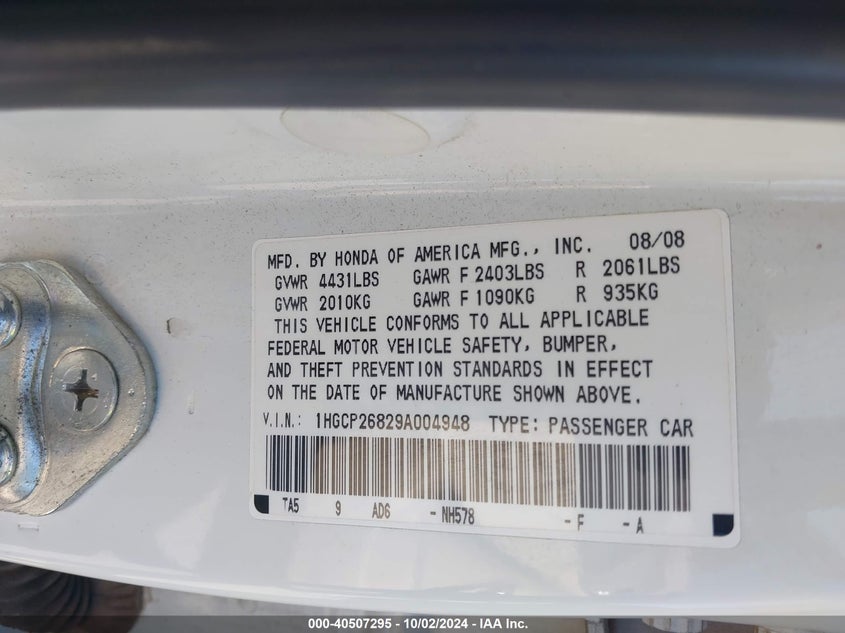 MFD. BY HONDA OF AMERICA MFG., INC. 08/08
GVWR 4431LBS GAWR F 2403LBS R 2061LBS
GVWR 2010KG GAWR F 1090KG R 935KG
THIS VEHICLE CONFORMS TO ALL APPLICABLE
FEDERAL MOTOR VEHICLE SAFETY, BUMPER,
AND THEFT PREVENTION STANDARDS IN EFFECT
ON THE DATE OF MANUFACTURE SHOWN ABOVE.
V.I.N.: 1HGCP26829A004948 TYPE: PASSENGER CAR
TA5 9 AD6 -NH578 -F -A
000-40507295 - 10/02/2024 - IAA Inc.